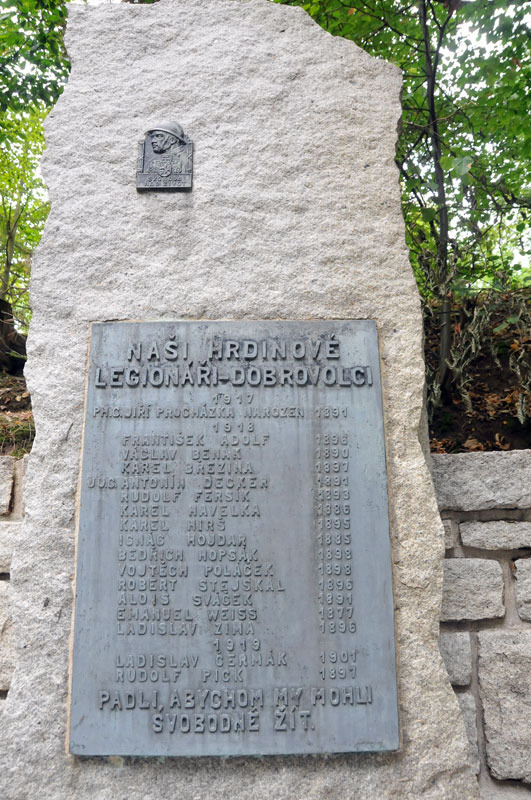 NAŠI HRDINOVÉ
LEGIONÁŘI-DOBROVOLCI
1917
PH.C. JIŘÍ PROCHÁZKA NAROZEN 1891
1918
FRANTIŠEK ADOLF 1896
VÁCLAV BENÁK 1890
KAREL BŘEZINA 1897
JUC. ANTONÍN DECKER 1891
RUDOLF FERSÍK 1893
KAREL HAVELKA 1886
KAREL HIRŠ 1895
IGNÁC HOJDAR 1885
BEDŘICH HOPSÁK 1898
VOJTĚCH POLÁČEK 1898
ROBERT STEJSKAL 1896
ALOIS SVÁČEK 1891
EMANUEL WEISS 1877
LADISLAV ZIMA 1896
1919
LADISLAV ČERMÁK 1901
RUDOLF PICK 1897
PADLI, ABYCHOM MY MOHLI
SVOBODNĚ ŽÍT.